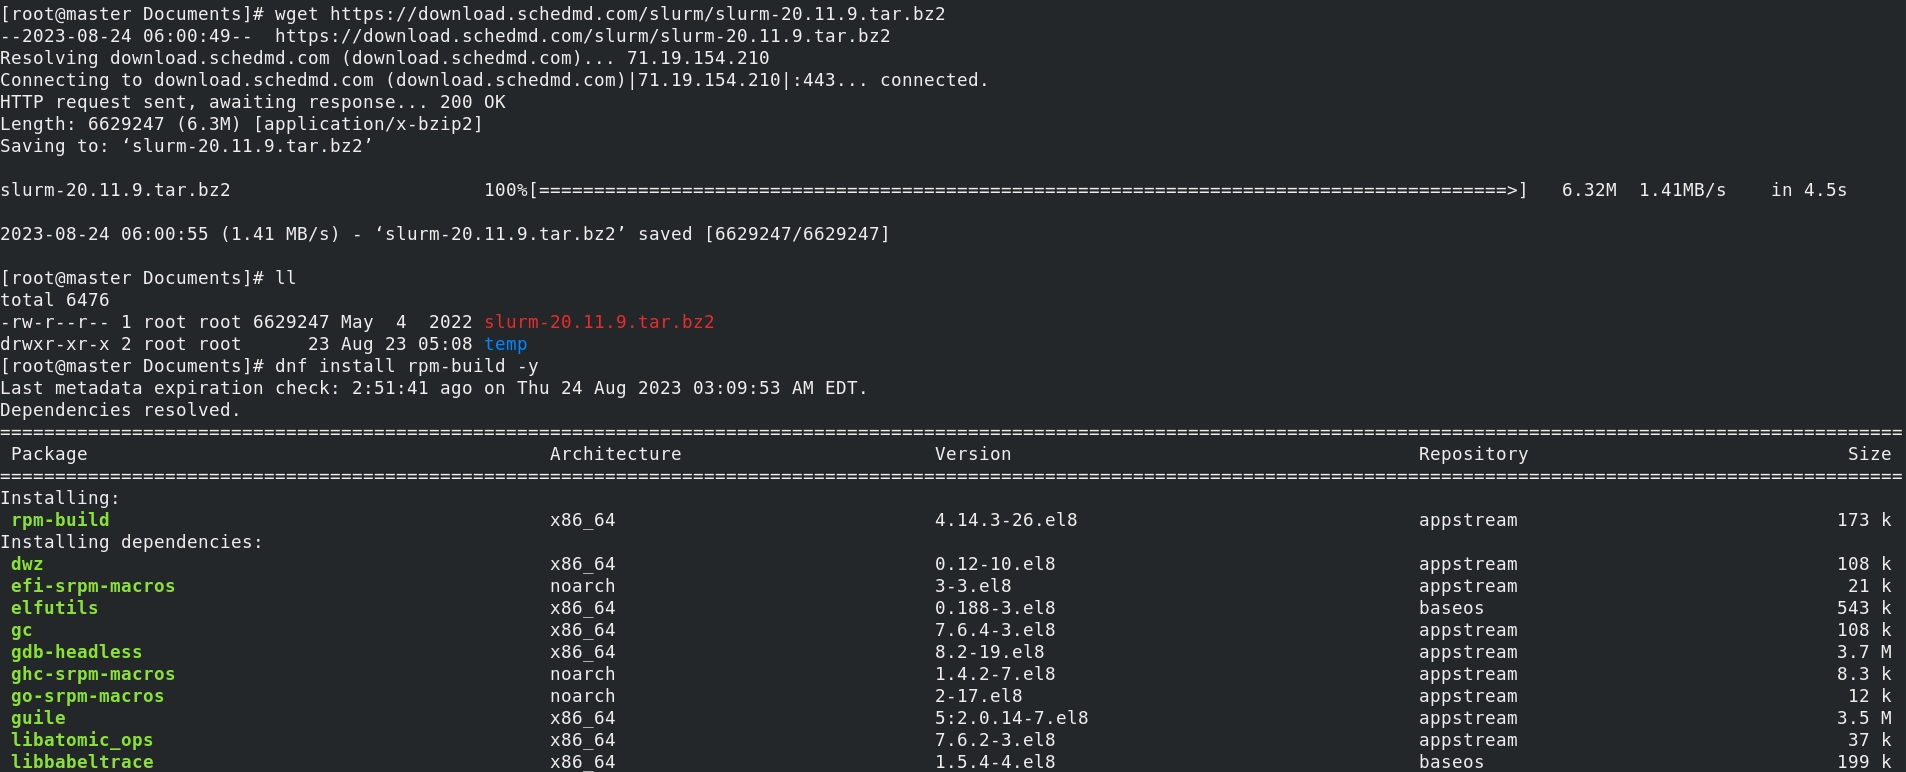 [root@master Documents]# wget https://download.schedmd.com/slurm/slurm-20.11.9.tar.bz2
--2023-08-24 06:00:49--  https://download.schedmd.com/slurm/slurm-20.11.9.tar.bz2
Resolving download.schedmd.com (download.schedmd.com)... 71.19.154.210
Connecting to download.schedmd.com (download.schedmd.com)|71.19.154.210|:443... connected.
HTTP request sent, awaiting response... 200 OK
Length: 6629247 (6.3M) [application/x-bzip2]
Saving to: ‘slurm-20.11.9.tar.bz2’
slurm-20.11.9.tar.bz2 100%[========================================================================================>] 6.32M 1.41MB/s in 4.5s
2023-08-24 06:00:55 (1.41 MB/s) - ‘slurm-20.11.9.tar.bz2’ saved [6629247/6629247]
[root@master Documents]# ll
total 6476
-rw-r--r-- 1 root root 6629247 May  4  2022 slurm-20.11.9.tar.bz2
drwxr-xr-x 2 root root      23 Aug 23 05:08 temp
[root@master Documents]# dnf install rpm-build -y
Last metadata expiration check: 2:51:41 ago on Thu 24 Aug 2023 03:09:53 AM EDT.
Dependencies resolved.
Package Architecture Version Repository Size
Installing:
rpm-build x86_64 4.14.3-26.el8 appstream 173 k
Installing dependencies:
dwz x86_64 0.12-10.el8 appstream 108 k
efi-srpm-macros noarch 3-3.el8 appstream 21 k
elfutils x86_64 0.188-3.el8 baseos 543 k
gc x86_64 7.6.4-3.el8 appstream 108 k
gdb-headless x86_64 8.2-19.el8 appstream 3.7 M
ghc-srpm-macros noarch 1.4.2-7.el8 appstream 8.3 k
go-srpm-macros noarch 2-17.el8 appstream 12 k
guile x86_64 5:2.0.14-7.el8 appstream 3.5 M
libatomic_ops x86_64 7.6.2-3.el8 appstream 37 k
libbabeltrace x86_64 1.5.4-4.el8 baseos 199 k